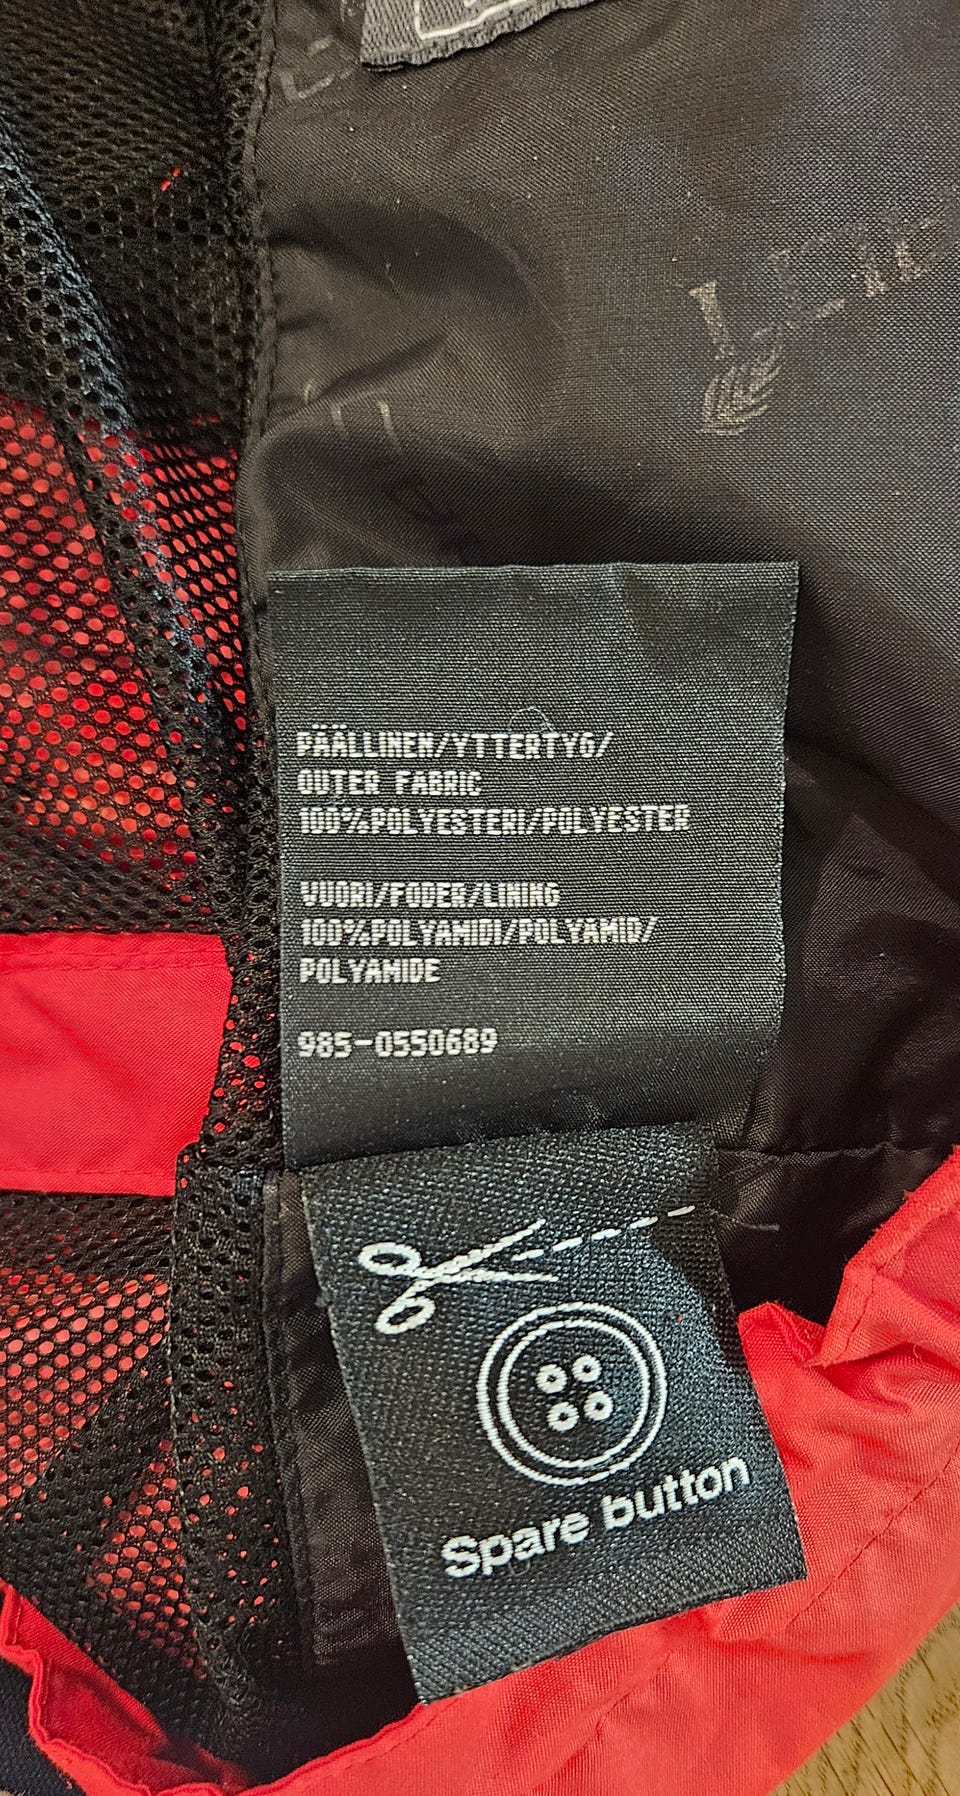 PÄÄLLINEN/YTTERTYG/
OUTER FABRIC
100%POLYESTERI/POLYESTER
VUORI/FODER/LINING
100%POLYAMIDI/POLYAMID/
POLYAMIDE
985-0550689
Spare button